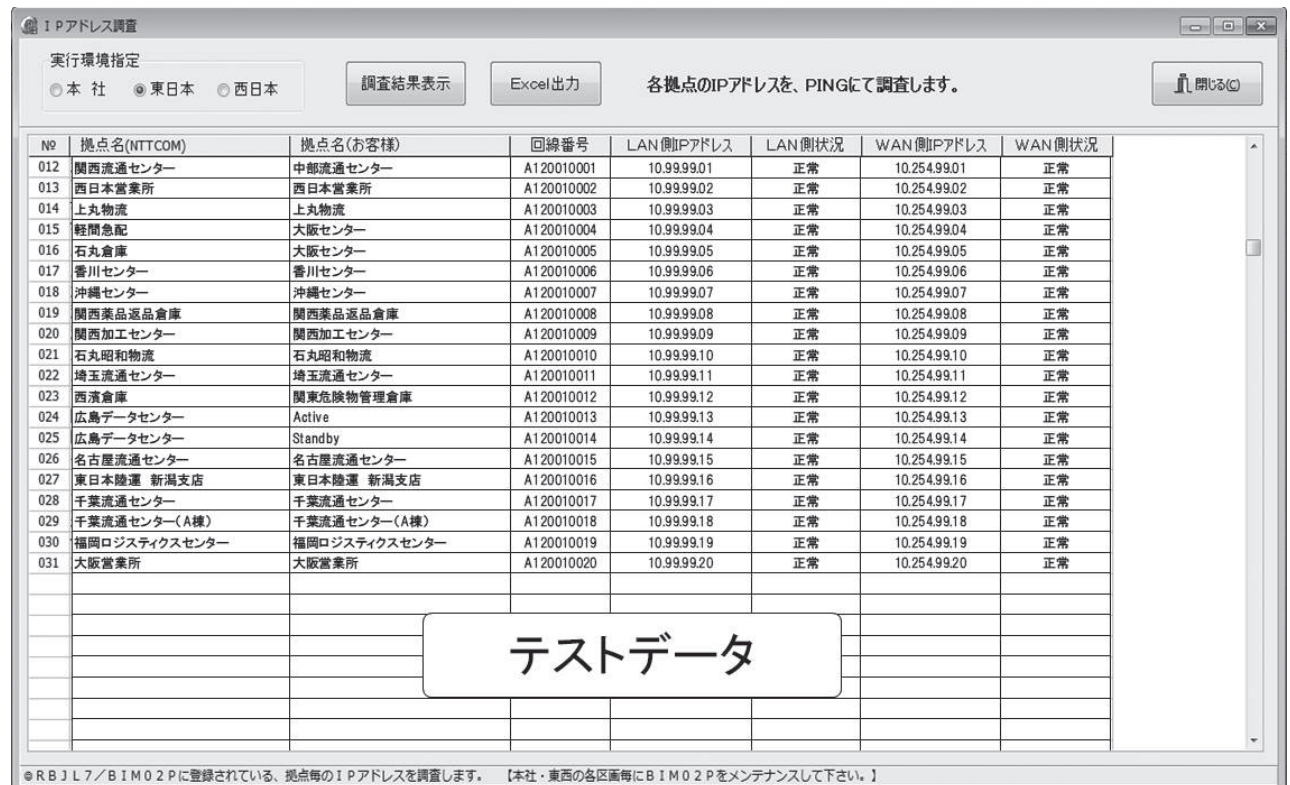 IPアドレス調査
実行環境指定
本 社 東日本 西日本
調査結果表示 Excel出力 各拠点のIPアドレスを、PINGにて調査します。 閉じる(C)
№ 拠点名(NTTCOM) 拠点名(お客様) 回線番号 LAN側IPアドレス LAN側状況 WAN側IPアドレス WAN側状況
012 関西流通センター 中部流通センター A120010001 10.99.99.01 正常 10.254.99.01 正常
013 西日本営業所 西日本営業所 A120010002 10.99.99.02 正常 10.254.99.02 正常
014 上丸物流 上丸物流 A120010003 10.99.99.03 正常 10.254.99.03 正常
015 軽間急配 大阪センター A120010004 10.99.99.04 正常 10.254.99.04 正常
016 石丸倉庫 大阪センター A120010005 10.99.99.05 正常 10.254.99.05 正常
017 香川センター 香川センター A120010006 10.99.99.06 正常 10.254.99.06 正常
018 沖縄センター 沖縄センター A120010007 10.99.99.07 正常 10.254.99.07 正常
019 関西薬品返品倉庫 関西薬品返品倉庫 A120010008 10.99.99.08 正常 10.254.99.08 正常
020 関西加工センター 関西加工センター A120010009 10.99.99.09 正常 10.254.99.09 正常
021 石丸昭和物流 石丸昭和物流 A120010010 10.99.99.10 正常 10.254.99.10 正常
022 埼玉流通センター 埼玉流通センター A120010011 10.99.99.11 正常 10.254.99.11 正常
023 西濱倉庫 関東危険物管理倉庫 A120010012 10.99.99.12 正常 10.254.99.12 正常
024 広島データセンター Active A120010013 10.99.99.13 正常 10.254.99.13 正常
025 広島データセンター Standby A120010014 10.99.99.14 正常 10.254.99.14 正常
026 名古屋流通センター 名古屋流通センター A120010015 10.99.99.15 正常 10.254.99.15 正常
027 東日本陸運 新潟支店 東日本陸運 新潟支店 A120010016 10.99.99.16 正常 10.254.99.16 正常
028 千葉流通センター 千葉流通センター A120010017 10.99.99.17 正常 10.254.99.17 正常
029 千葉流通センター(A棟) 千葉流通センター(A棟) A120010018 10.99.99.18 正常 10.254.99.18 正常
030 福岡ロジスティクスセンター 福岡ロジスティクスセンター A120010019 10.99.99.19 正常 10.254.99.19 正常
031 大阪営業所 大阪営業所 A120010020 10.99.99.20 正常 10.254.99.20 正常
テストデータ
◎RBJL7/BIM02Pに登録されている、拠点毎のIPアドレスを調査します。 【本社・東西の各区画毎にBIM02Pをメンテナンスして下さい。】